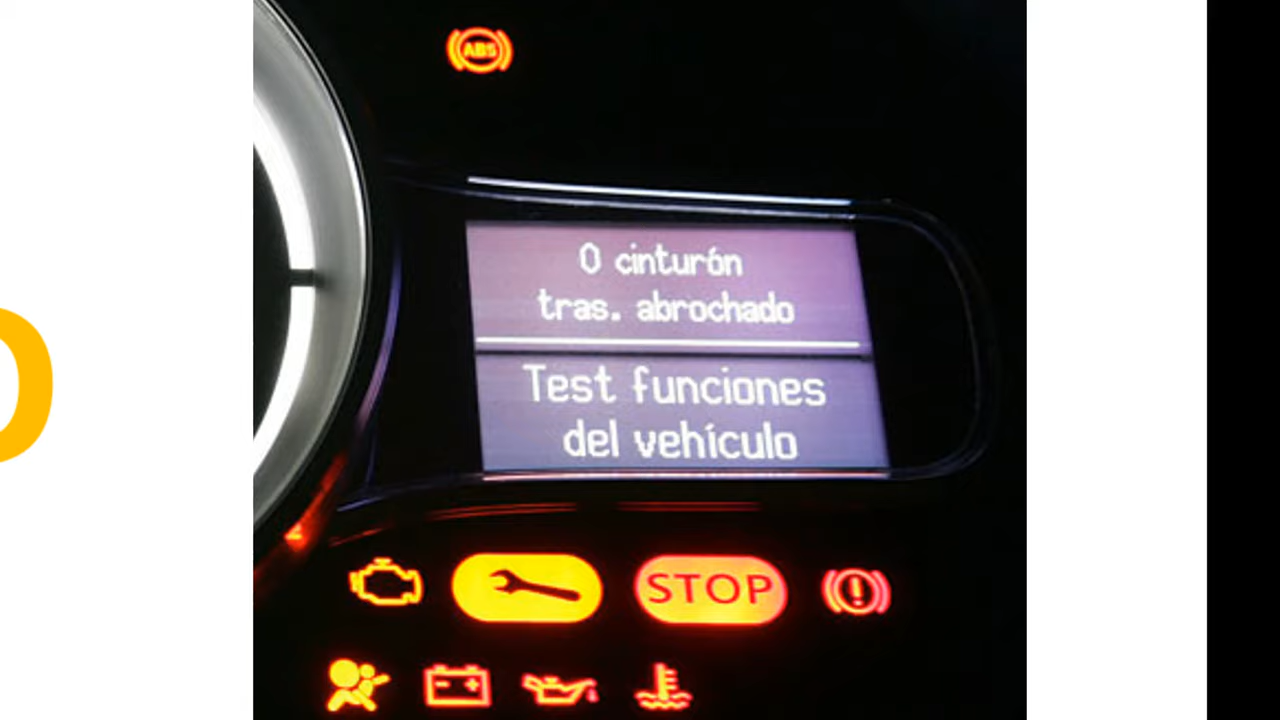 ABS
0 cinturón
tras. abrochado
Test funciones
del vehículo
STOP